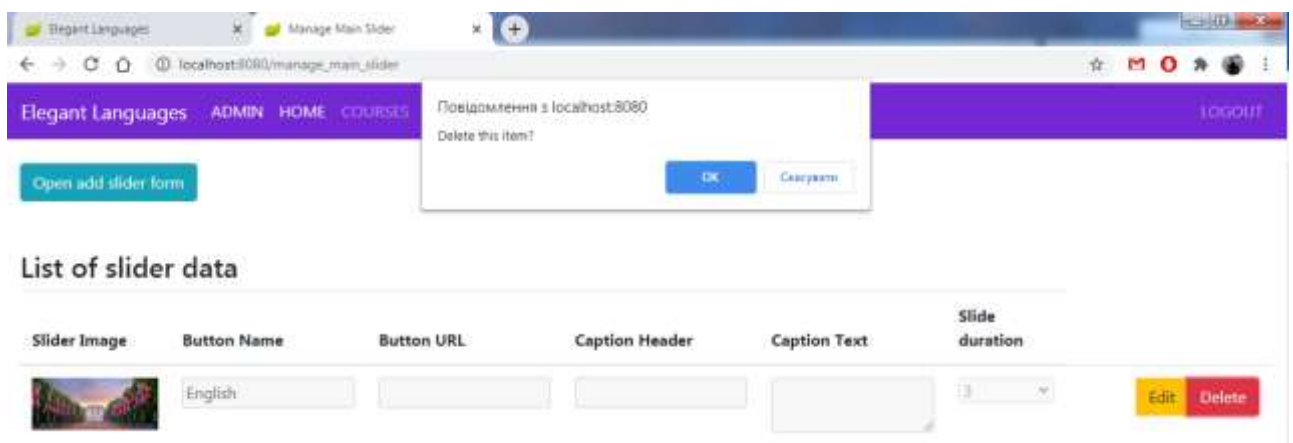 Elegant Languages
Manage Main Slider
localhost:8080/manage_main_slider
Elegant Languages ADMIN HOME COURSES LOGOUT
Повідомлення з localhost:8080
Delete this item?
OK Скасувати
Open add slider form
List of slider data
Slider Image Button Name Button URL Caption Header Caption Text Slide duration
English 3 Edit Delete